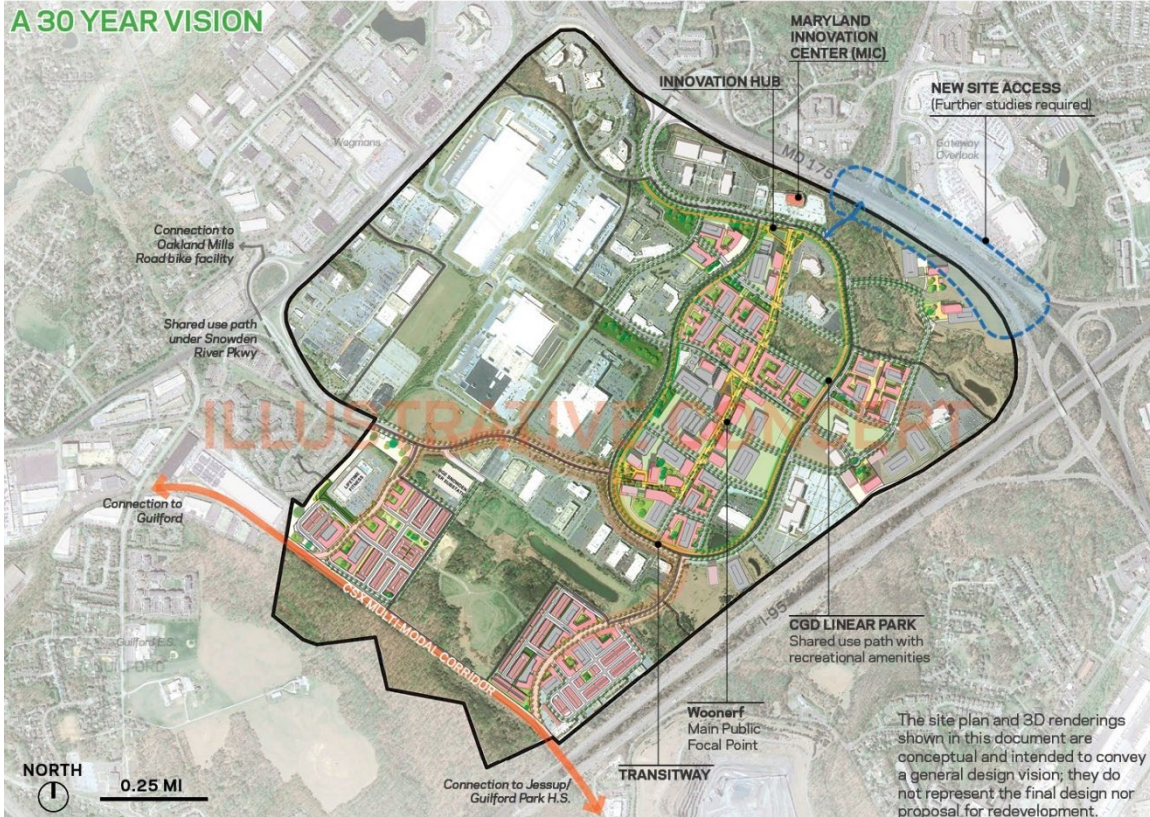 A 30 YEAR VISION
MARYLAND
INNOVATION
CENTER (MIC)
INNOVATION HUB
NEW SITE ACCESS
(Further studies required)
Wegmans
MD 175
Gateway
Overlook
Connection to
Oakland Mills
Road bike facility
Shared use path
under Snowden
River Pkwy
ILLUSTRATIVE CONCEPT
LIFETIME
FITNESS
Connection to
Guilford
CSX MULTI-MODAL CORRIDOR
I-95
Guilford E.S.
CGD LINEAR PARK
Shared use path with
recreational amenities
Woonerf
Main Public
Focal Point
TRANSITWAY
Connection to Jessup/
Guilford Park H.S.
The site plan and 3D renderings
shown in this document are
conceptual and intended to convey
a general design vision; they do
not represent the final design nor
proposal for redevelopment.
NORTH
0.25 MI